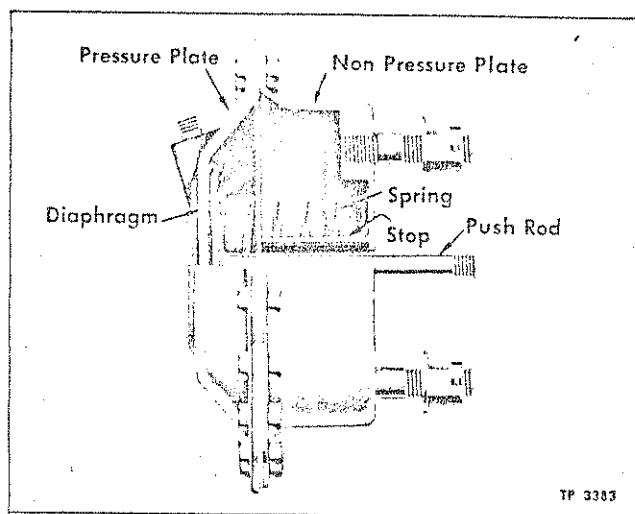 Pressure Plate
Non Pressure Plate
Diaphragm
Spring
Stop
Push Rod
TP 3383